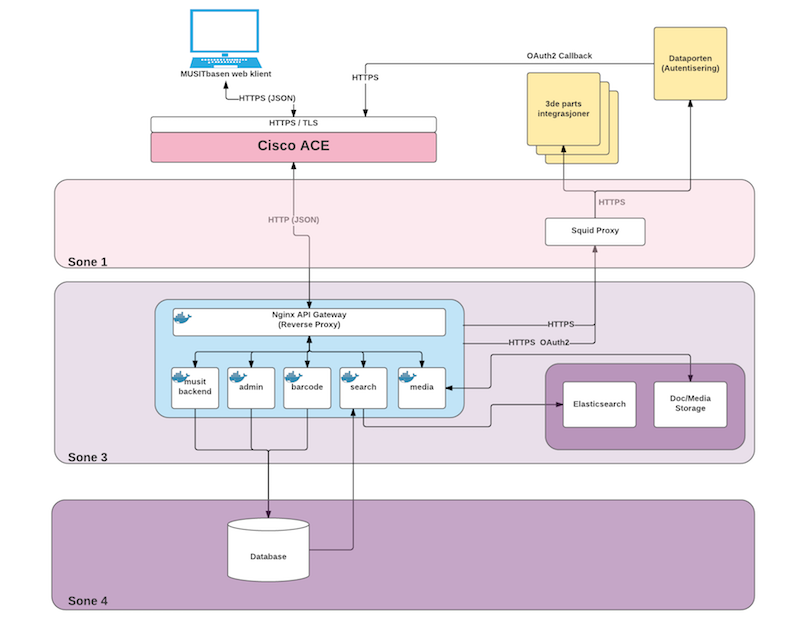 MUSITbasen web klient
HTTPS (JSON)
HTTPS
OAuth2 Callback
Dataporten
(Autentisering)
3de parts
integrasjoner
HTTPS / TLS
Cisco ACE
HTTP (JSON)
HTTPS
Squid Proxy
Sone 1
Nginx API Gateway
(Reverse Proxy)
HTTPS
HTTPS OAuth2
musit
backend
admin
barcode
search
media
Elasticsearch
Doc/Media
Storage
Sone 3
Database
Sone 4